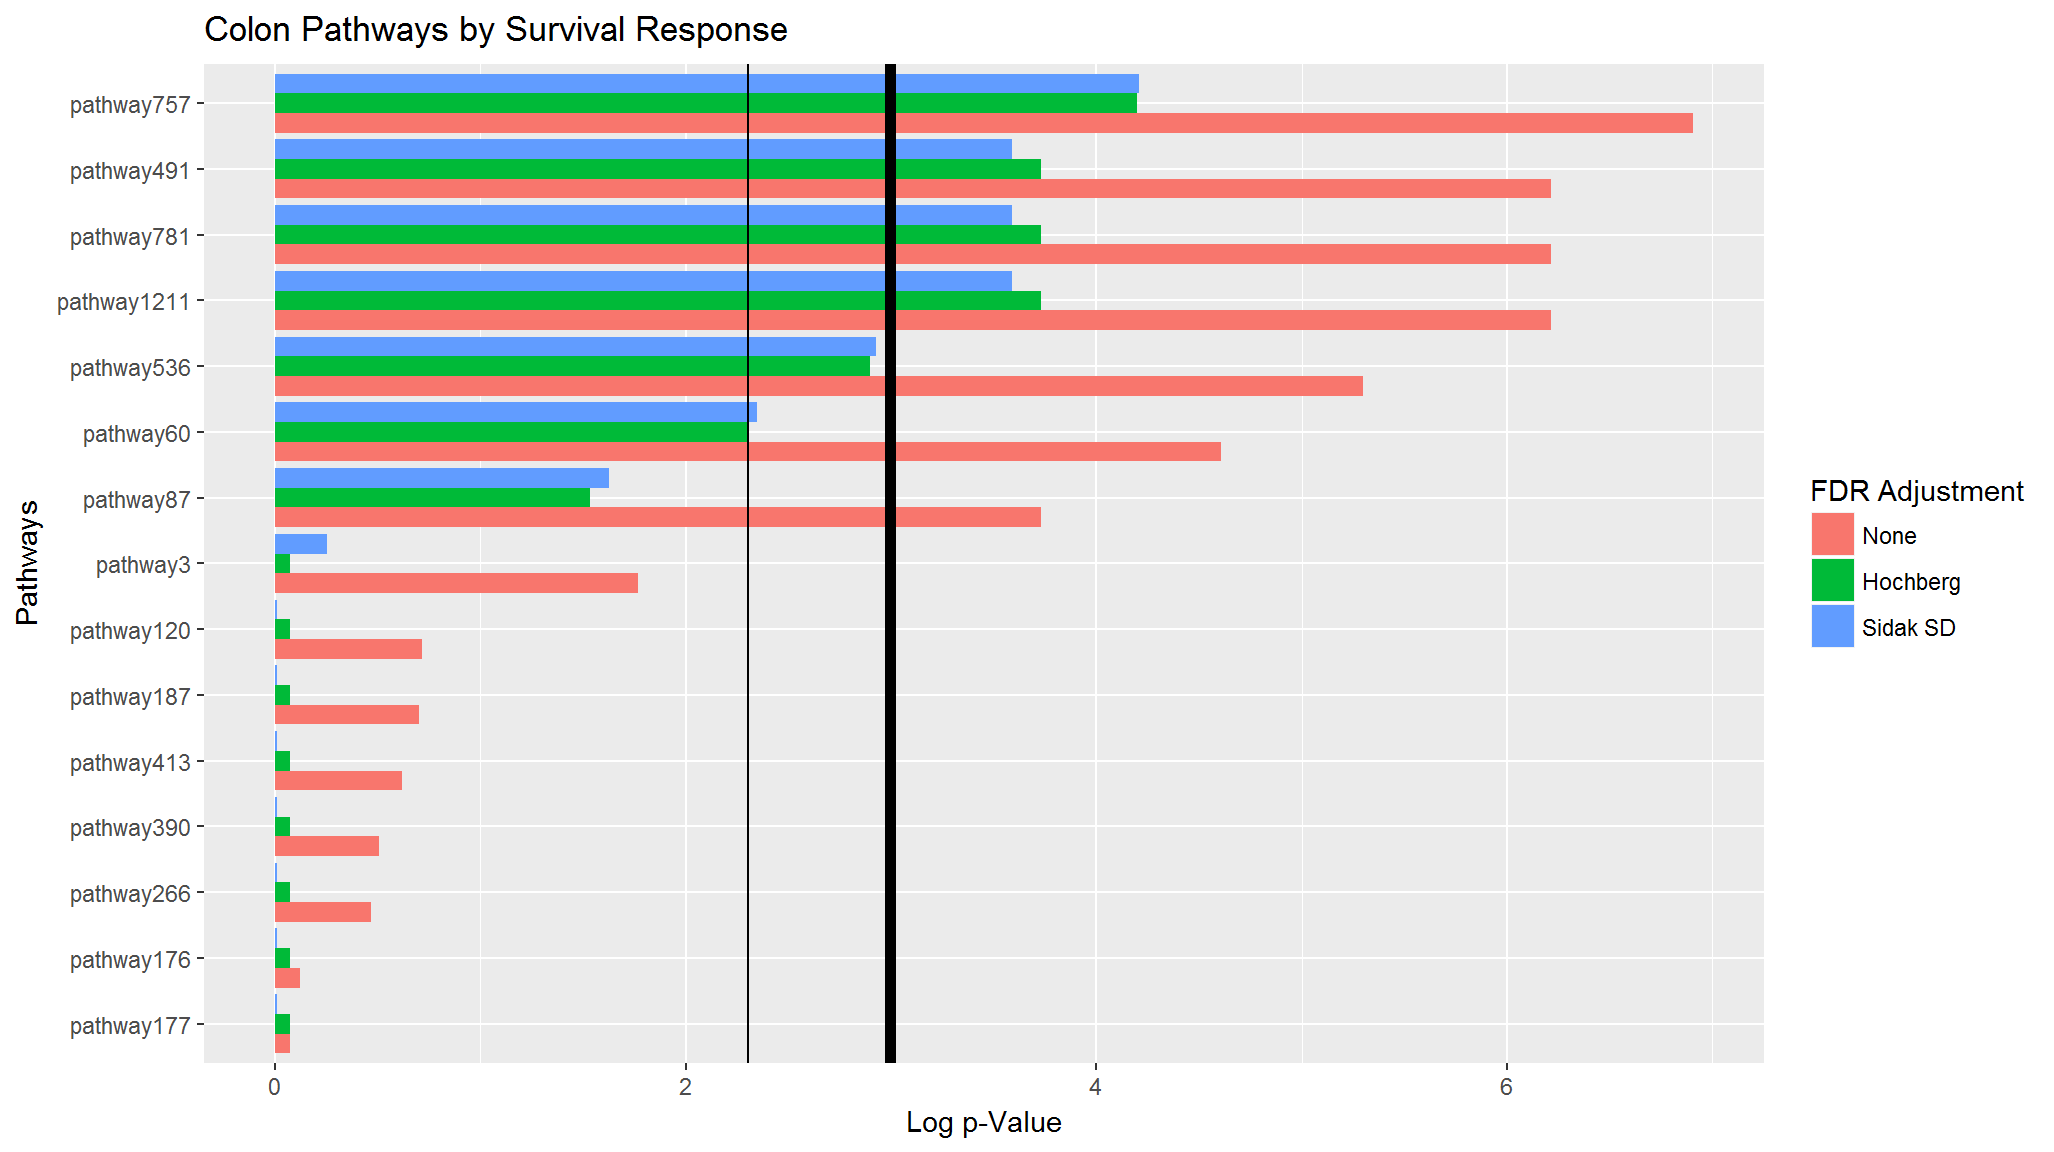 Colon Pathways by Survival Response
pathway757
pathway491
pathway781
pathway1211
pathway536
pathway60
pathway87
pathway3
pathway120
pathway187
pathway413
pathway390
pathway266
pathway176
pathway177
Pathways
0 2 4 6
Log p-Value
FDR Adjustment
None
Hochberg
Sidak SD